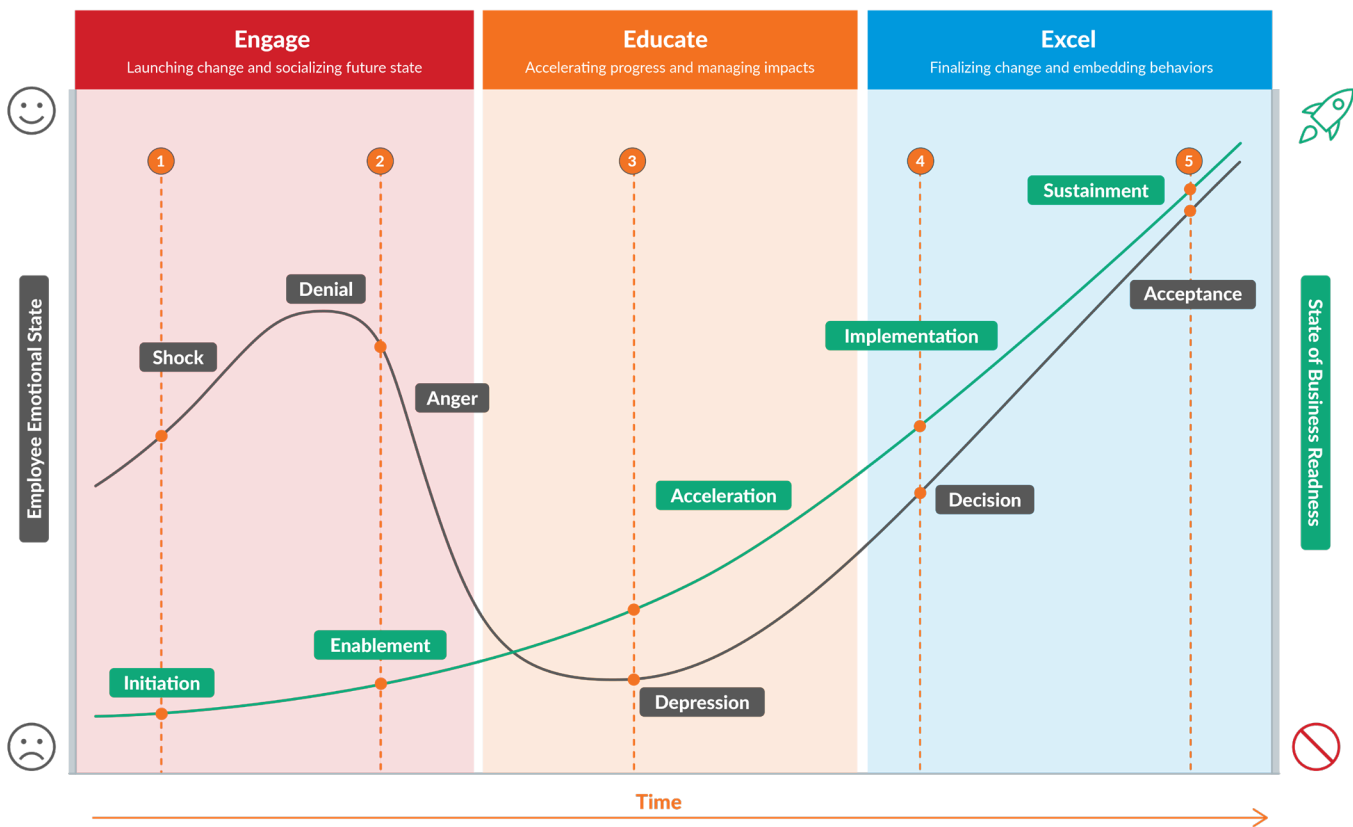 Engage
Launching change and socializing future state
Educate
Accelerating progress and managing impacts
Excel
Finalizing change and embedding behaviors
1
2
3
4
5
Sustainment
Denial
Acceptance
Implementation
Shock
Anger
Acceleration
Decision
Enablement
Initiation
Depression
Employee Emotional State
State of Business Readness
Time